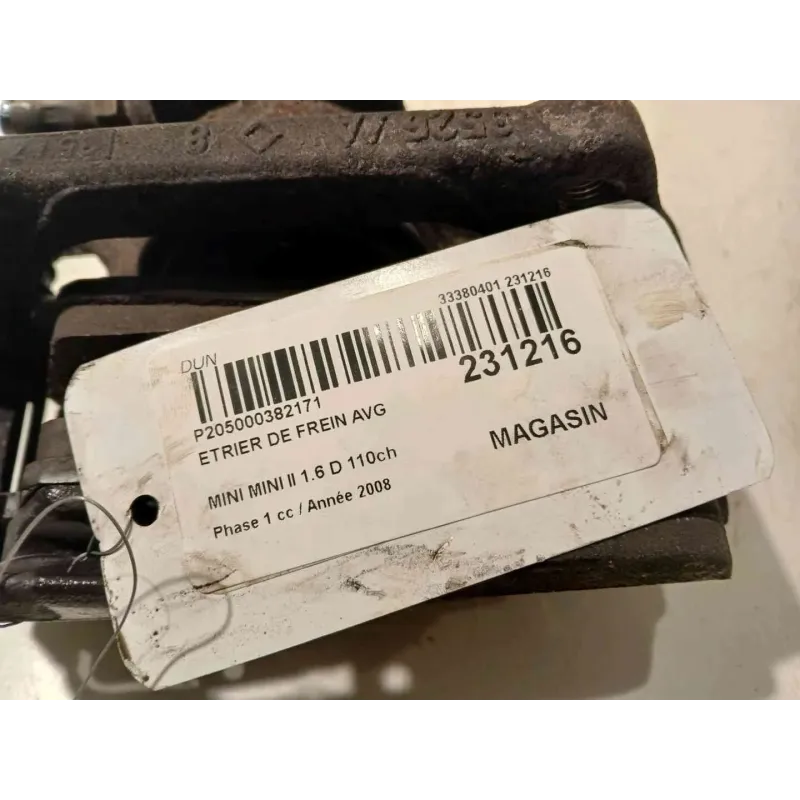 DUN
33380401 231216
P205000382171
231216
ETRIER DE FREIN AVG
MAGASIN
MINI MINI II 1.6 D 110ch
Phase 1 cc / Année 2008